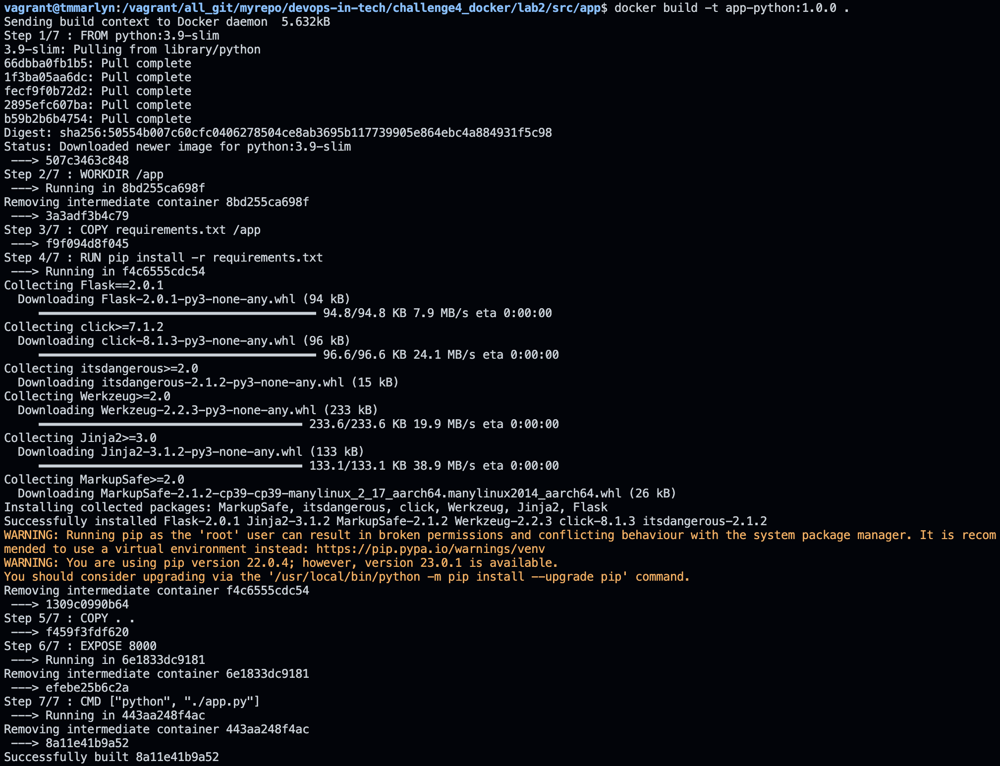 vagrant@tmmarlyn:/vagrant/all_git/myrepo/devops-in-tech/challenge4_docker/lab2/src/app$ docker build -t app-python:1.0.0 .
Sending build context to Docker daemon  5.632kB
Step 1/7 : FROM python:3.9-slim
3.9-slim: Pulling from library/python
66dbba0fb1b5: Pull complete
1f3ba05aa6dc: Pull complete
fecf9f0b72d2: Pull complete
2895efc607ba: Pull complete
b59b2b6b4754: Pull complete
Digest: sha256:50554b007c60cfc0406278504ce8ab3695b117739905e864ebc4a884931f5c98
Status: Downloaded newer image for python:3.9-slim
 ---> 507c3463c848
Step 2/7 : WORKDIR /app
 ---> Running in 8bd255ca698f
Removing intermediate container 8bd255ca698f
 ---> 3a3adf3b4c79
Step 3/7 : COPY requirements.txt /app
 ---> f9f094d8f045
Step 4/7 : RUN pip install -r requirements.txt
 ---> Running in f4c6555cdc54
Collecting Flask==2.0.1
  Downloading Flask-2.0.1-py3-none-any.whl (94 kB)
94.8/94.8 KB 7.9 MB/s eta 0:00:00
Collecting click>=7.1.2
  Downloading click-8.1.3-py3-none-any.whl (96 kB)
96.6/96.6 KB 24.1 MB/s eta 0:00:00
Collecting itsdangerous>=2.0
  Downloading itsdangerous-2.1.2-py3-none-any.whl (15 kB)
Collecting Werkzeug>=2.0
  Downloading Werkzeug-2.2.3-py3-none-any.whl (233 kB)
233.6/233.6 KB 19.9 MB/s eta 0:00:00
Collecting Jinja2>=3.0
  Downloading Jinja2-3.1.2-py3-none-any.whl (133 kB)
133.1/133.1 KB 38.9 MB/s eta 0:00:00
Collecting MarkupSafe>=2.0
  Downloading MarkupSafe-2.1.2-cp39-cp39-manylinux_2_17_aarch64.manylinux2014_aarch64.whl (26 kB)
Installing collected packages: MarkupSafe, itsdangerous, click, Werkzeug, Jinja2, Flask
Successfully installed Flask-2.0.1 Jinja2-3.1.2 MarkupSafe-2.1.2 Werkzeug-2.2.3 click-8.1.3 itsdangerous-2.1.2
WARNING: Running pip as the 'root' user can result in broken permissions and conflicting behaviour with the system package manager. It is recom
mended to use a virtual environment instead: https://pip.pypa.io/warnings/venv
WARNING: You are using pip version 22.0.4; however, version 23.0.1 is available.
You should consider upgrading via the '/usr/local/bin/python -m pip install --upgrade pip' command.
Removing intermediate container f4c6555cdc54
 ---> 1309c0990b64
Step 5/7 : COPY . .
 ---> f459f3fdf620
Step 6/7 : EXPOSE 8000
 ---> Running in 6e1833dc9181
Removing intermediate container 6e1833dc9181
 ---> efebe25b6c2a
Step 7/7 : CMD ["python", "./app.py"]
 ---> Running in 443aa248f4ac
Removing intermediate container 443aa248f4ac
 ---> 8a11e41b9a52
Successfully built 8a11e41b9a52